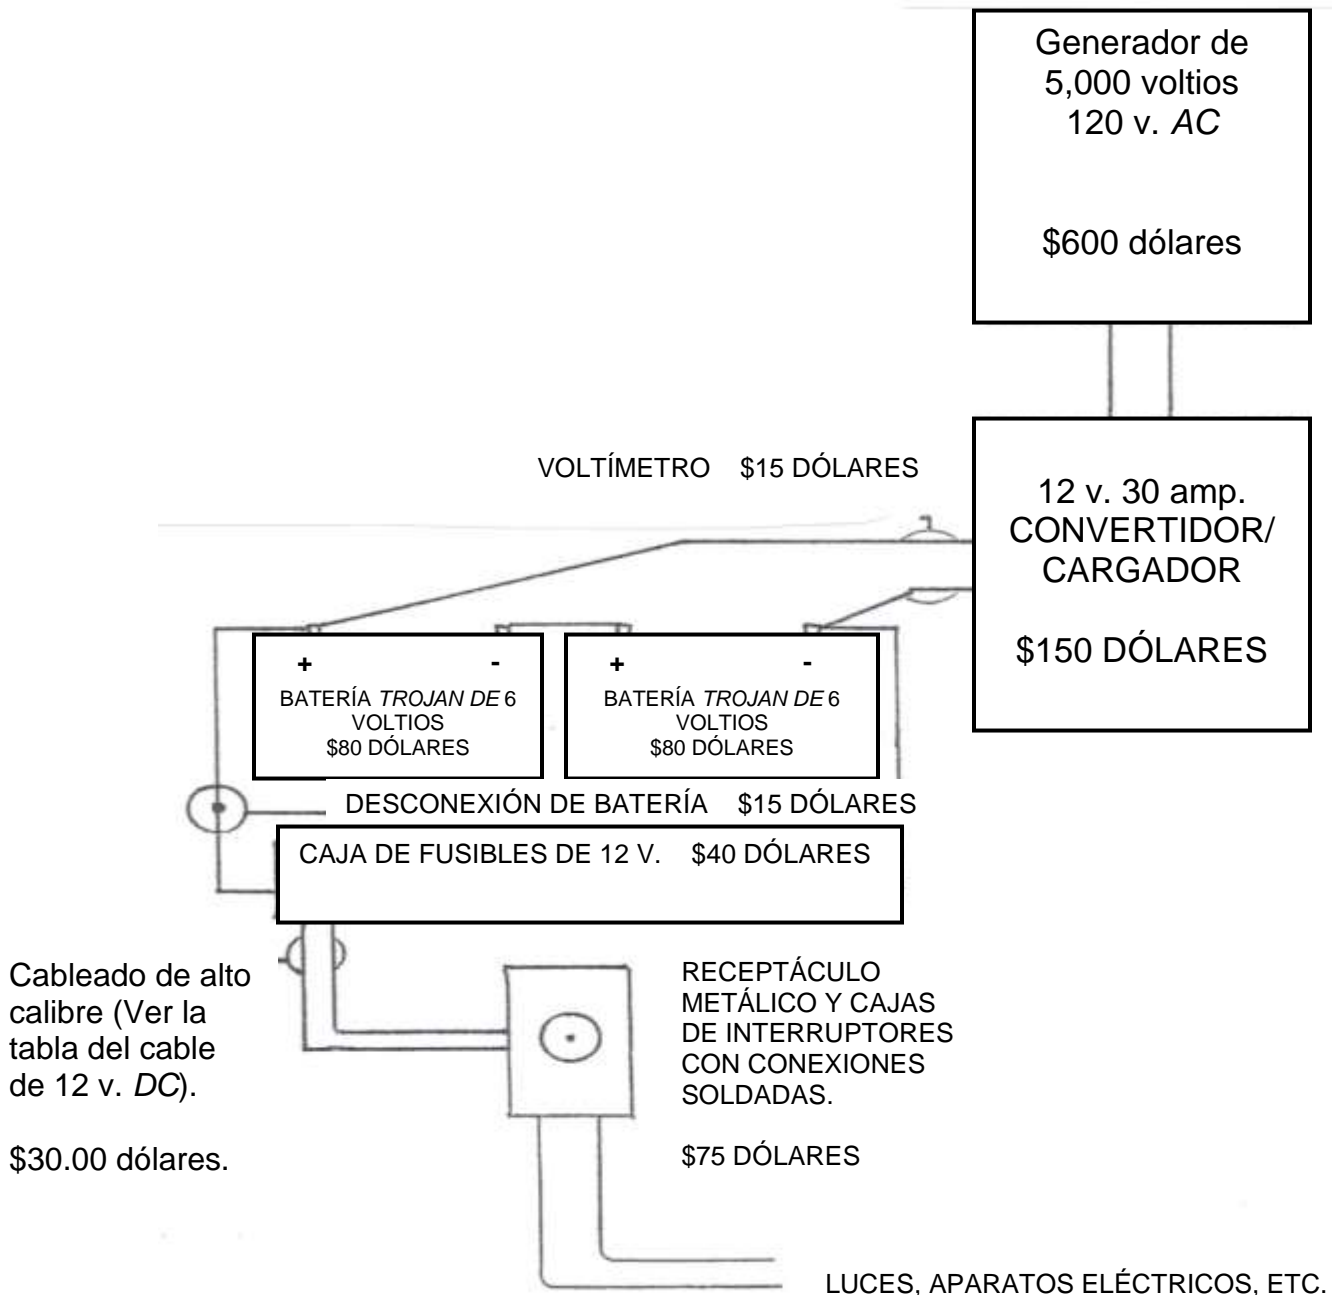 Generador de
5,000 voltios
120 v. AC
$600 dólares
VOLTÍMETRO $15 DÓLARES
12 v. 30 amp.
CONVERTIDOR/
CARGADOR
$150 DÓLARES
+ -
BATERÍA TROJAN DE 6
VOLTIOS
$80 DÓLARES
+ -
BATERÍA TROJAN DE 6
VOLTIOS
$80 DÓLARES
DESCONEXIÓN DE BATERÍA $15 DÓLARES
CAJA DE FUSIBLES DE 12 V. $40 DÓLARES
Cableado de alto
calibre (Ver la
tabla del cable
de 12 v. DC).
$30.00 dólares.
RECEPTÁCULO
METÁLICO Y CAJAS
DE INTERRUPTORES
CON CONEXIONES
SOLDADAS.
$75 DÓLARES
LUCES, APARATOS ELÉCTRICOS, ETC.